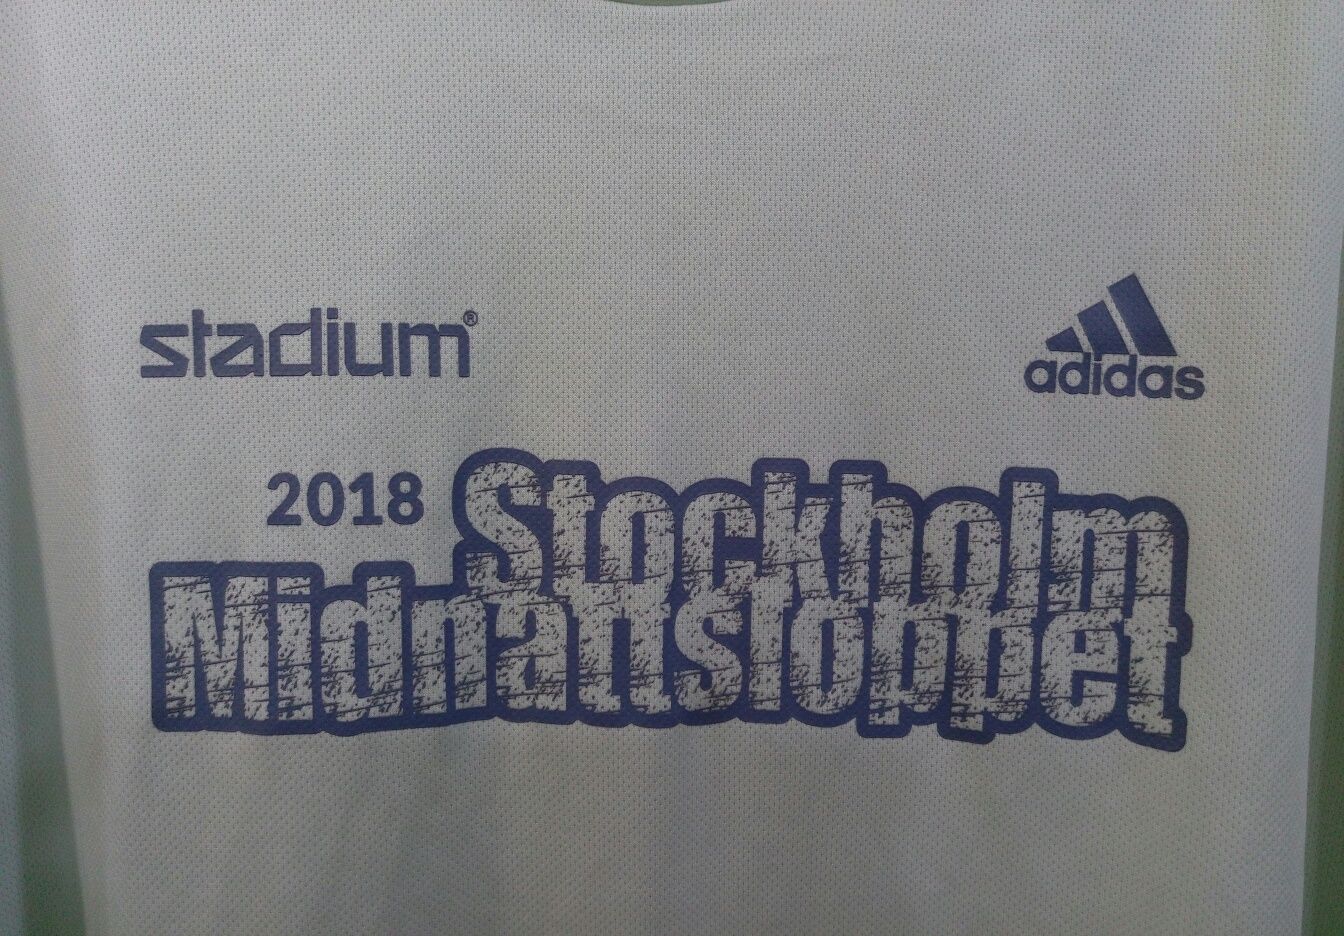 stadium®
adidas
2018 Stockholm
Midnattsloppet